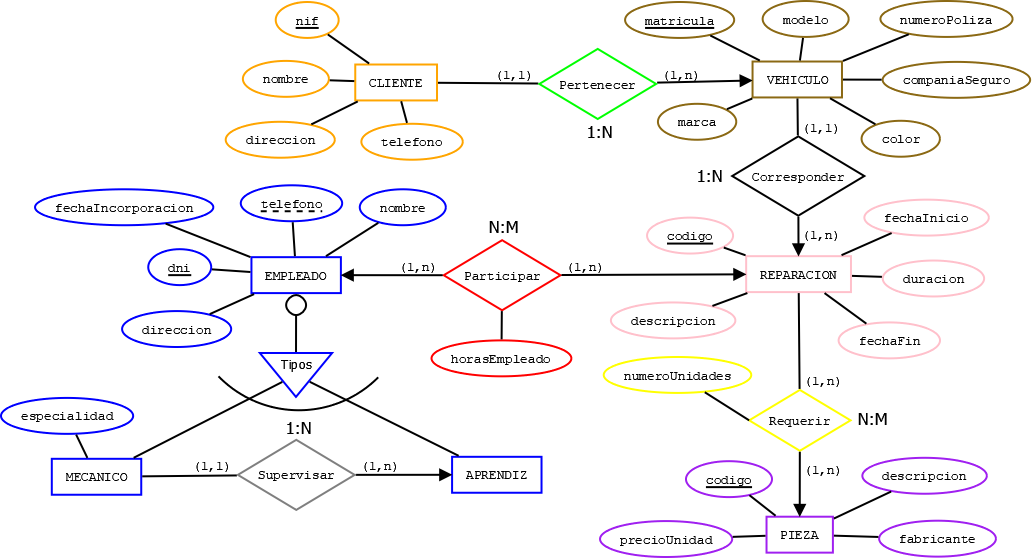 nif
matricula
modelo
numeroPoliza
nombre
CLIENTE
(1,1)
Pertenecer
(1,n)
VEHICULO
companiaSeguro
direccion
telefono
1:N
marca
(1,1)
color
1:N
Corresponder
fechaIncorporacion
telefono
nombre
N:M
codigo
(1,n)
fechaInicio
dni
EMPLEADO
(1,n)
Participar
(1,n)
REPARACION
duracion
direccion
descripcion
fechaFin
horasEmpleado
Tipos
numeroUnidades
(1,n)
especialidad
1:N
Requerir
N:M
MECANICO
(1,1)
Supervisar
(1,n)
APRENDIZ
(1,n)
codigo
descripcion
precioUnidad
PIEZA
fabricante